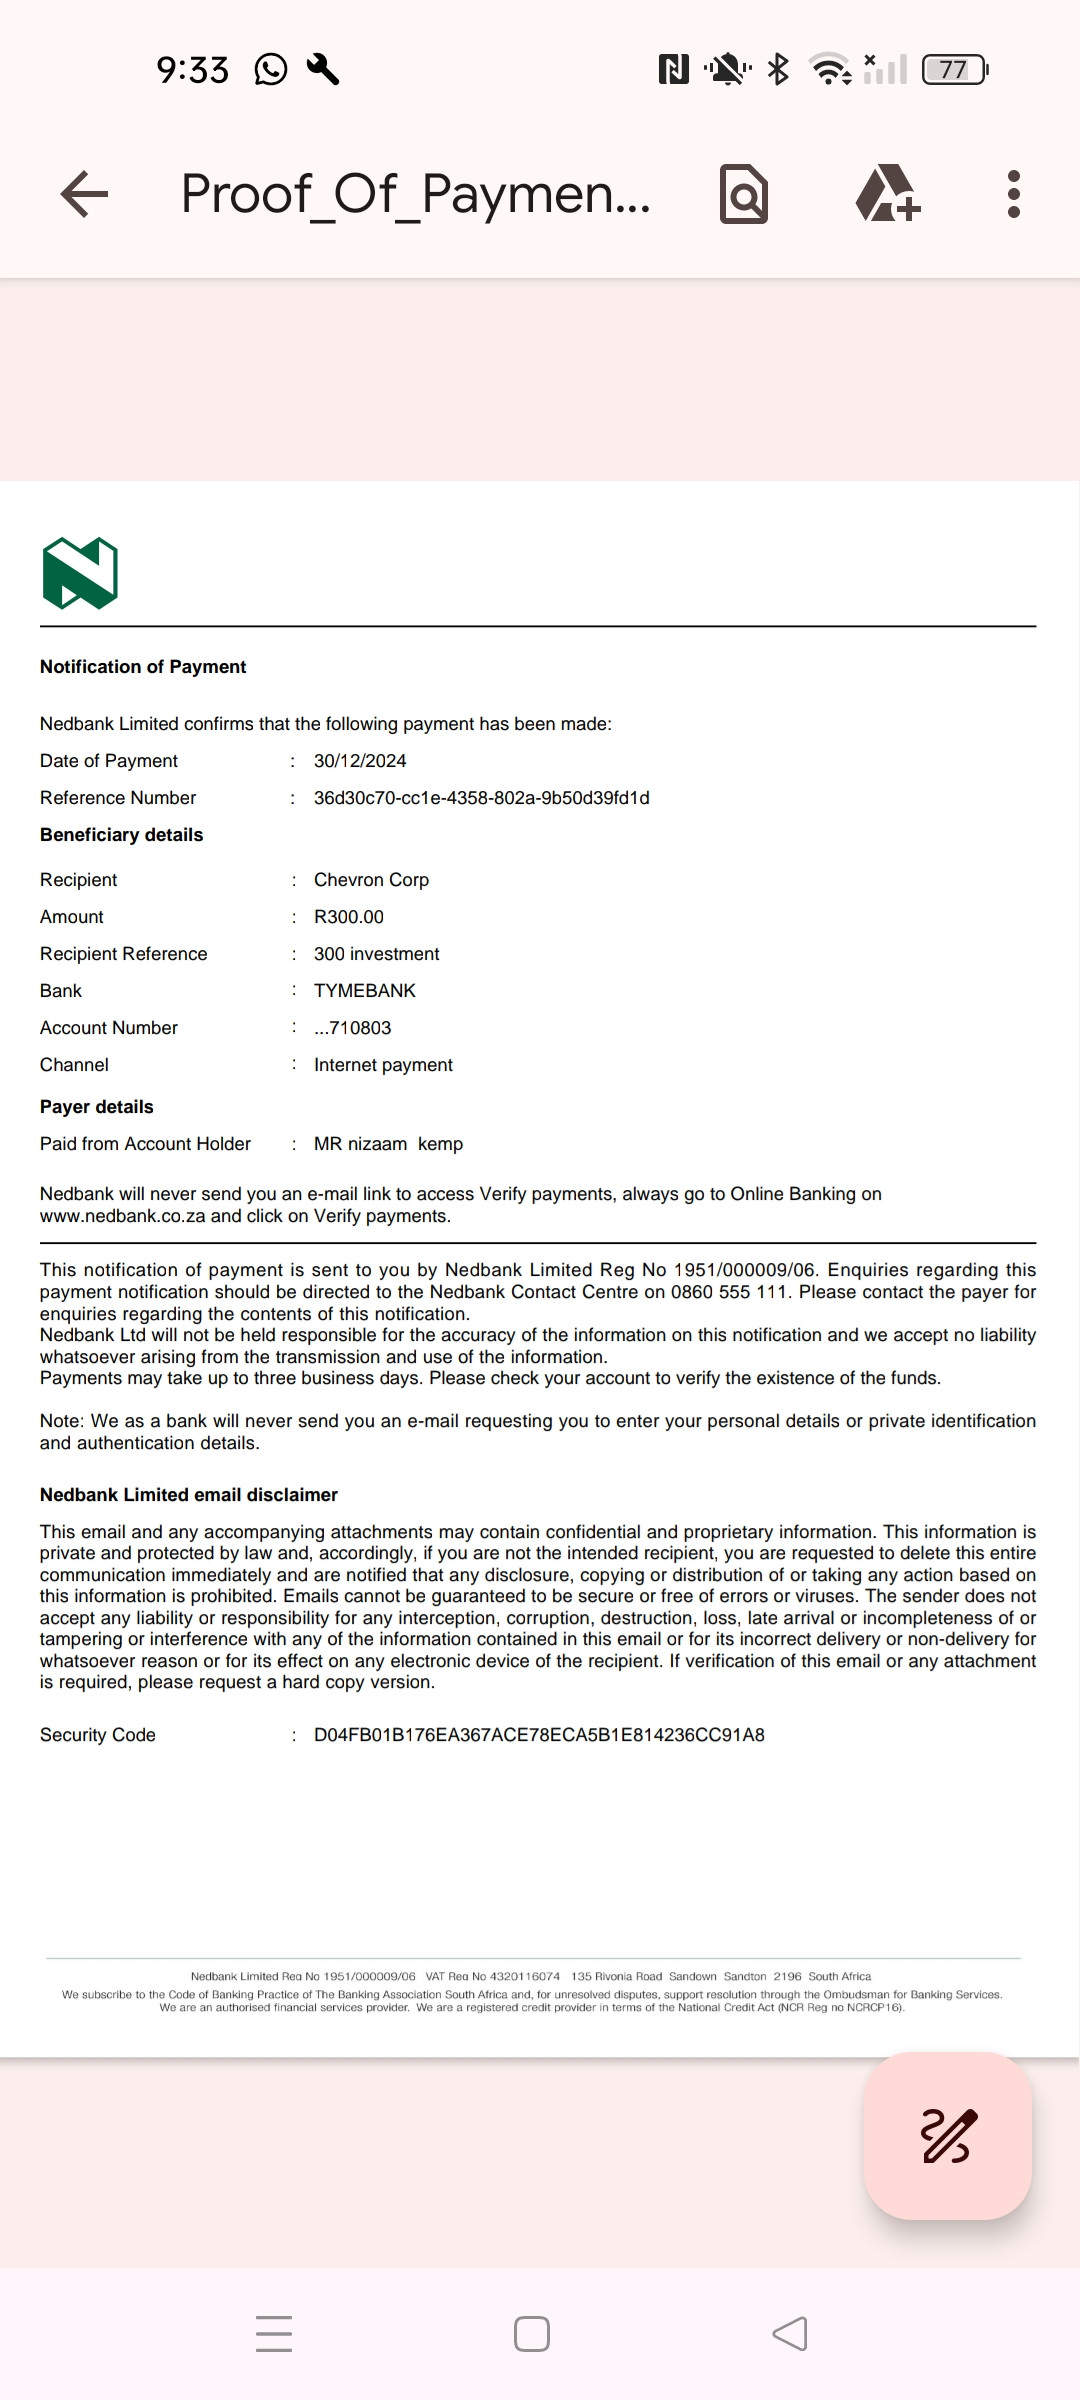 9:33
77
Proof_Of_Paymen...
Notification of Payment
Nedbank Limited confirms that the following payment has been made:
Date of Payment : 30/12/2024
Reference Number : 36d30c70-cc1e-4358-802a-9b50d39fd1d
Beneficiary details
Recipient : Chevron Corp
Amount : R300.00
Recipient Reference : 300 investment
Bank : TYMEBANK
Account Number : ...710803
Channel : Internet payment
Payer details
Paid from Account Holder : MR nizaam kemp
Nedbank will never send you an e-mail link to access Verify payments, always go to Online Banking on
www.nedbank.co.za and click on Verify payments.
This notification of payment is sent to you by Nedbank Limited Reg No 1951/000009/06. Enquiries regarding this
payment notification should be directed to the Nedbank Contact Centre on 0860 555 111. Please contact the payer for
enquiries regarding the contents of this notification.
Nedbank Ltd will not be held responsible for the accuracy of the information on this notification and we accept no liability
whatsoever arising from the transmission and use of the information.
Payments may take up to three business days. Please check your account to verify the existence of the funds.
Note: We as a bank will never send you an e-mail requesting you to enter your personal details or private identification
and authentication details.
Nedbank Limited email disclaimer
This email and any accompanying attachments may contain confidential and proprietary information. This information is
private and protected by law and, accordingly, if you are not the intended recipient, you are requested to delete this entire
communication immediately and are notified that any disclosure, copying or distribution of or taking any action based on
this information is prohibited. Emails cannot be guaranteed to be secure or free of errors or viruses. The sender does not
accept any liability or responsibility for any interception, corruption, destruction, loss, late arrival or incompleteness of or
tampering or interference with any of the information contained in this email or for its incorrect delivery or non-delivery for
whatsoever reason or for its effect on any electronic device of the recipient. If verification of this email or any attachment
is required, please request a hard copy version.
Security Code : D04FB01B176EA367ACE78ECA5B1E814236CC91A8
Nedbank Limited Reg No 1951/000009/06 VAT Reg No 4320116074 135 Rivonia Road Sandown Sandton 2196 South Africa
We subscribe to the Code of Banking Practice of The Banking Association South Africa and, for unresolved disputes, support resolution through the Ombudsman for Banking Services.
We are an authorised financial services provider. We are a registered credit provider in terms of the National Credit Act (NCR Reg no NCRCP16).